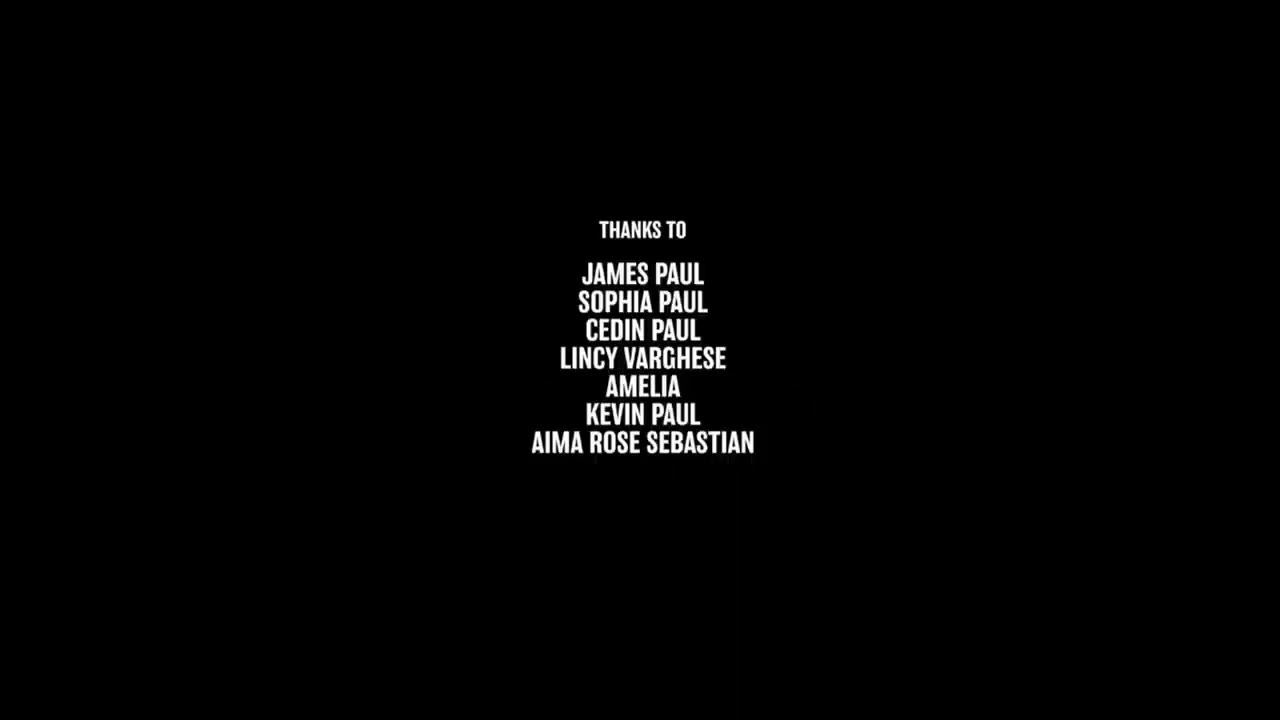 THANKS TO
JAMES PAUL
SOPHIA PAUL
CEDIN PAUL
LINCY VARGHESE
AMELIA
KEVIN PAUL
AIMA ROSE SEBASTIAN